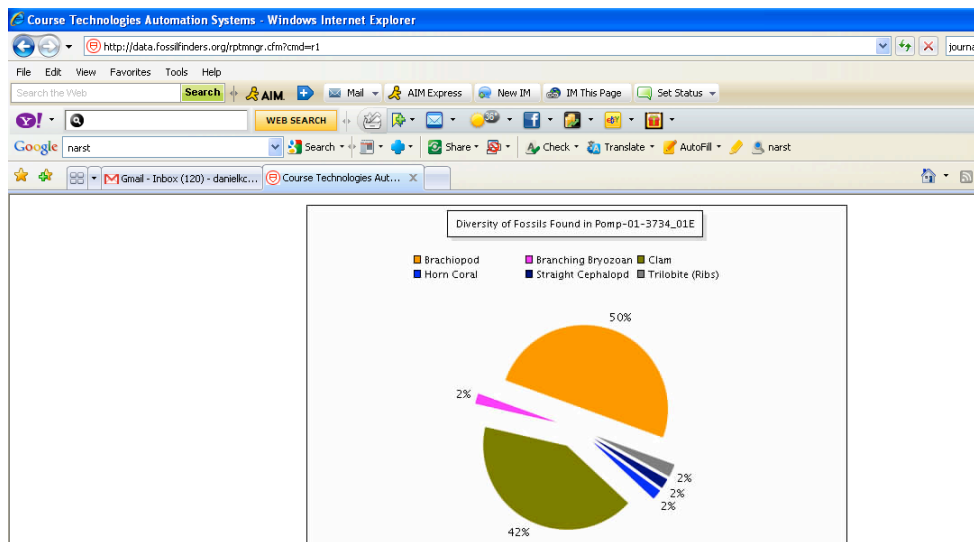 Course Technologies Automation Systems - Windows Internet Explorer
http://data.fossilfinders.org/rptmngr.cfm?cmd=r1
journa
File Edit View Favorites Tools Help
Search the Web Search AIM Mail AIM Express New IM IM This Page Set Status
Y! WEB SEARCH 36° f eBY
Google narst Search Share Check Translate AutoFill narst
Gmail - Inbox (120) - danielkc... Course Technologies Aut... X
Diversity of Fossils Found in Pomp-01-3734_01E
Brachiopod Branching Bryozoan Clam
Horn Coral Straight Cephalopd Trilobite (Ribs)
50%
2%
2%
2%
2%
42%